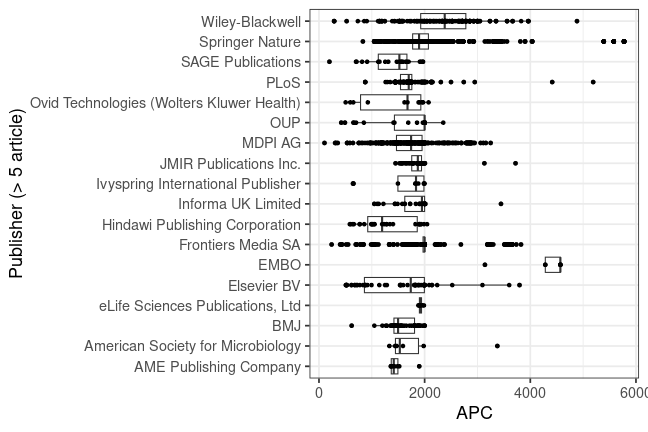 Publisher (> 5 article)
Wiley-Blackwell
Springer Nature
SAGE Publications
PLoS
Ovid Technologies (Wolters Kluwer Health)
OUP
MDPI AG
JMIR Publications Inc.
Ivyspring International Publisher
Informa UK Limited
Hindawi Publishing Corporation
Frontiers Media SA
EMBO
Elsevier BV
eLife Sciences Publications, Ltd
BMJ
American Society for Microbiology
AME Publishing Company
0 2000 4000 6000
APC